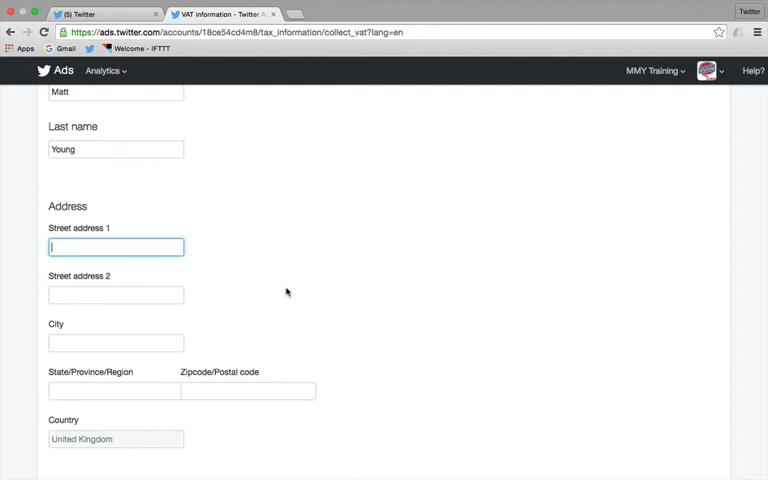 (5) Twitter
VAT information - Twitter A
Twitter
https://ads.twitter.com/accounts/18ce54cd4m8/tax_information/collect_vat?lang=en
Apps
Gmail
Welcome - IFTTT
Ads
Analytics
MMY Training
Help?
Matt
Last name
Young
Address
Street address 1
Street address 2
City
State/Province/Region
Zipcode/Postal code
Country
United Kingdom